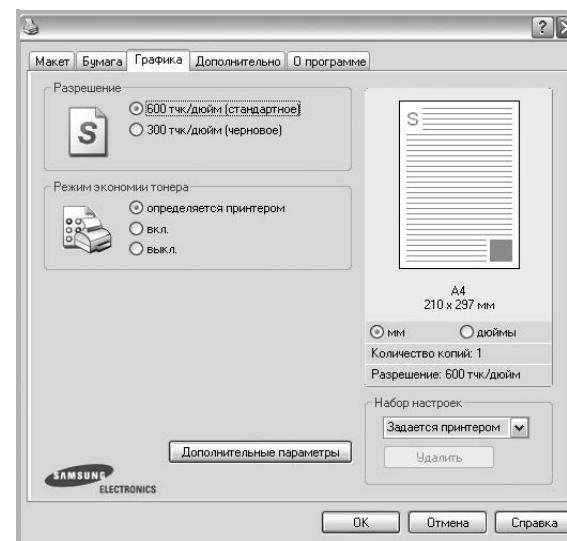 Макет Бумага Графика Дополнительно О программе
Разрешение
600 тчк/дюйм (стандартное)
300 тчк/дюйм (черновое)
S
Режим экономии тонера
определяется принтером
вкл.
выкл.
S
A4
210 x 297 мм
мм дюймы
Количество копий: 1
Разрешение: 600 тчк/дюйм
Набор настроек
Задается принтером
Удалить
Дополнительные параметры
SAMSUNG
ELECTRONICS
OK Отмена Справка